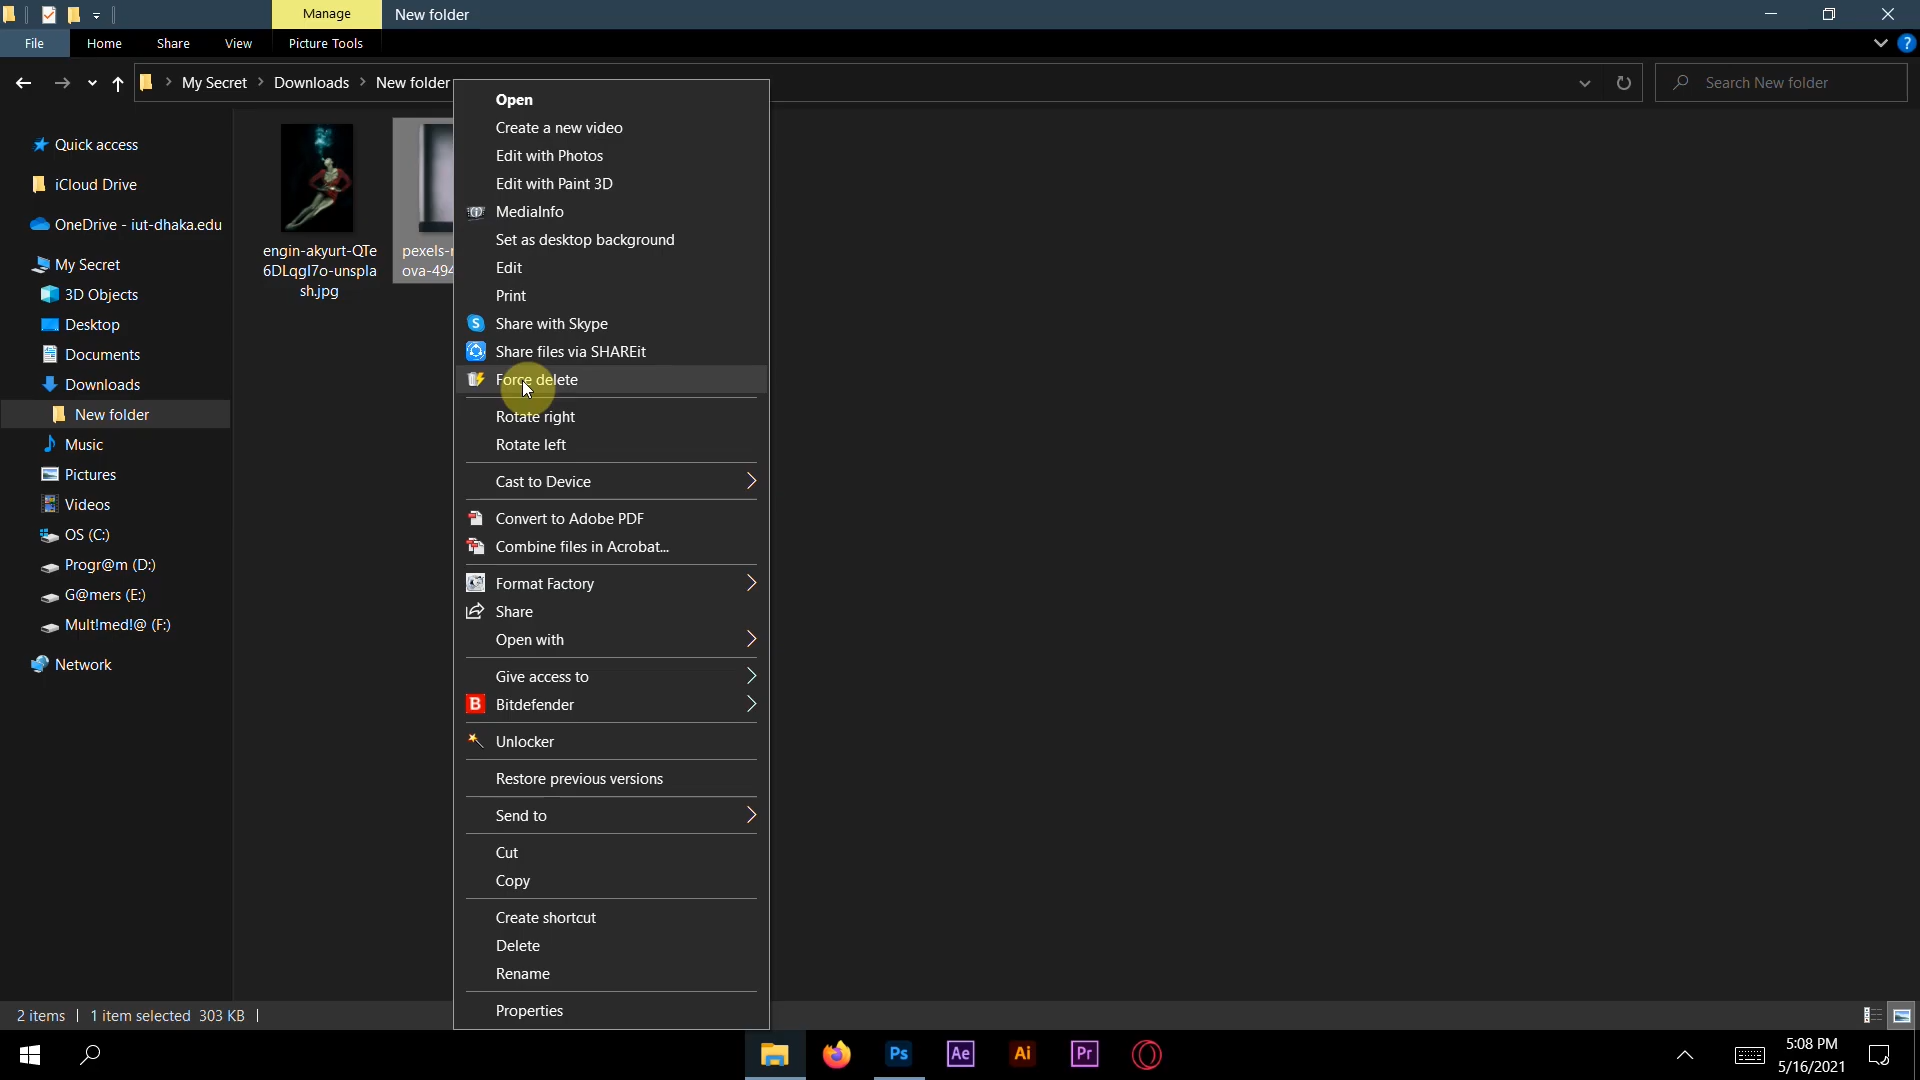 Manage
New folder
File
Home
Share
View
Picture Tools
My Secret
Downloads
New folder
Search New folder
Quick access
iCloud Drive
OneDrive - iut-dhaka.edu
My Secret
3D Objects
Desktop
Documents
Downloads
New folder
Music
Pictures
Videos
OS (C:)
Progr@m (D:)
G@mers (E:)
Mult!med!@ (F:)
Network
engin-akyurt-QTe
6DLqgI7o-unspla
sh.jpg
Open
Create a new video
Edit with Photos
Edit with Paint 3D
MediaInfo
Set as desktop background
Edit
Print
Share with Skype
Share files via SHAREit
Force delete
Rotate right
Rotate left
Cast to Device
Convert to Adobe PDF
Combine files in Acrobat...
Format Factory
Share
Open with
Give access to
B Bitdefender
Unlocker
Restore previous versions
Send to
Cut
Copy
Create shortcut
Delete
Rename
Properties
2 items
1 item selected 303 KB
Ps
Ae
Ai
Pr
5:08 PM
5/16/2021